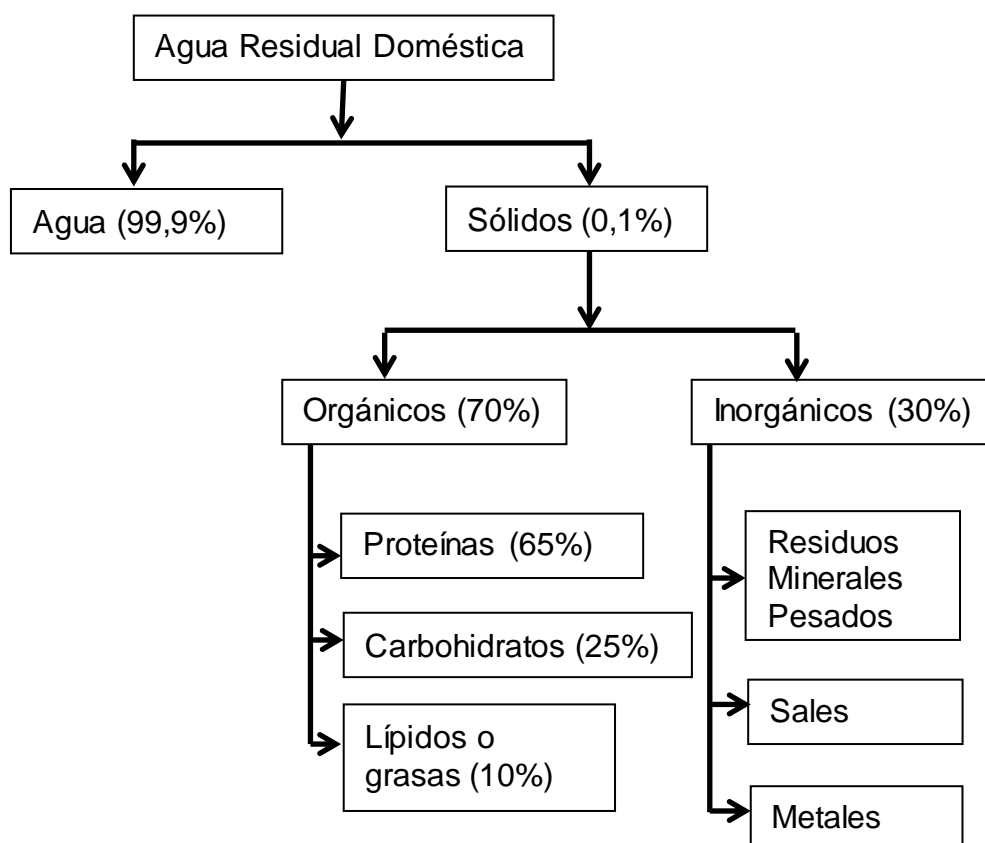 Agua Residual Doméstica
Agua (99,9%)
Sólidos (0,1%)
Orgánicos (70%)
Inorgánicos (30%)
Proteínas (65%)
Carbohidratos (25%)
Lípidos o
grasas (10%)
Residuos
Minerales
Pesados
Sales
Metales